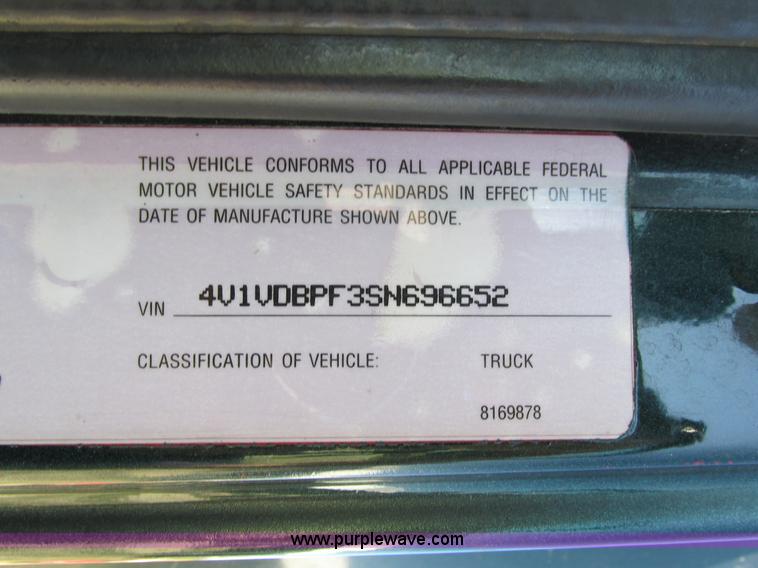 THIS VEHICLE CONFORMS TO ALL APPLICABLE FEDERAL
MOTOR VEHICLE SAFETY STANDARDS IN EFFECT ON THE
DATE OF MANUFACTURE SHOWN ABOVE.
VIN 4V1VDBPF3SN696652
CLASSIFICATION OF VEHICLE: TRUCK
8169878
www.purplewave.com